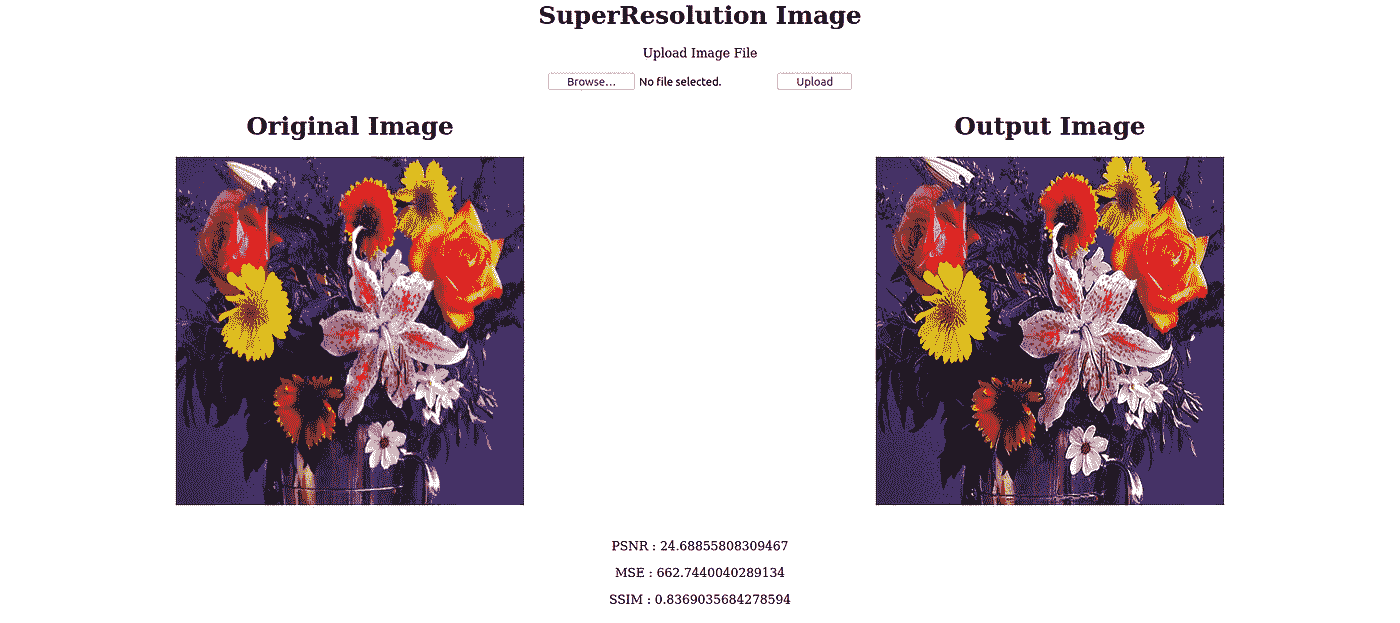 SuperResolution Image
Upload Image File
Browse... No file selected. Upload
Original Image Output Image
PSNR : 24.68855808309467
MSE : 662.7440040289134
SSIM : 0.8369035684278594